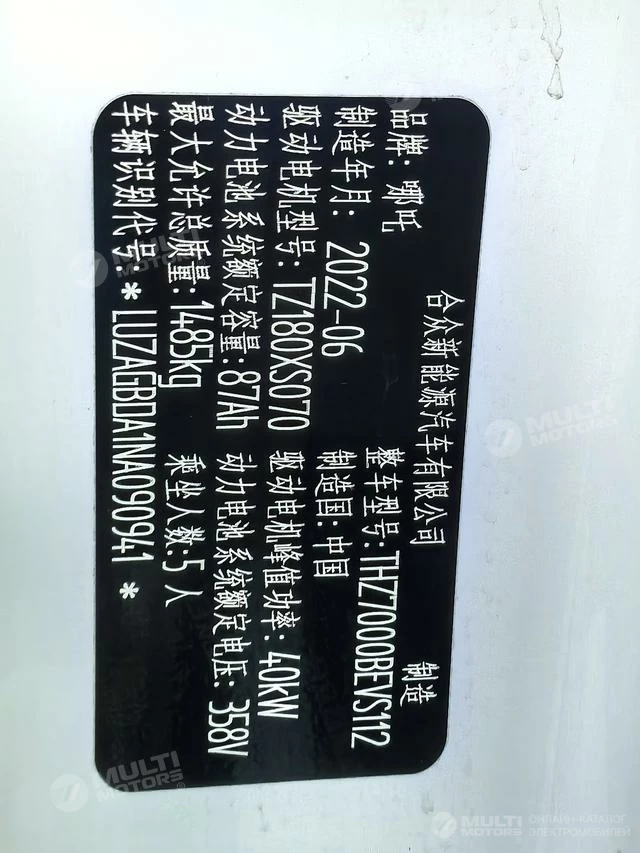 合众新能源汽车有限公司 制造
品牌: 哪吒 整车型号: THZ7000BEVS112
制造年月: 2022-06 制造国: 中国
驱动电机型号: TZ180XS070 驱动电机峰值功率: 40kW
动力电池系统额定容量: 87Ah 动力电池系统额定电压: 358V
最大允许总质量: 1485kg 乘坐人数: 5人
车辆识别代号: *LUZAGBDA1NA090941*
MULTI MOTORS
MULTI MOTORS
MULTI MOTORS®
MULTI MOTORS ОНЛАЙН-КАТАЛОГ ЭЛЕКТРОМОБИЛЕЙ